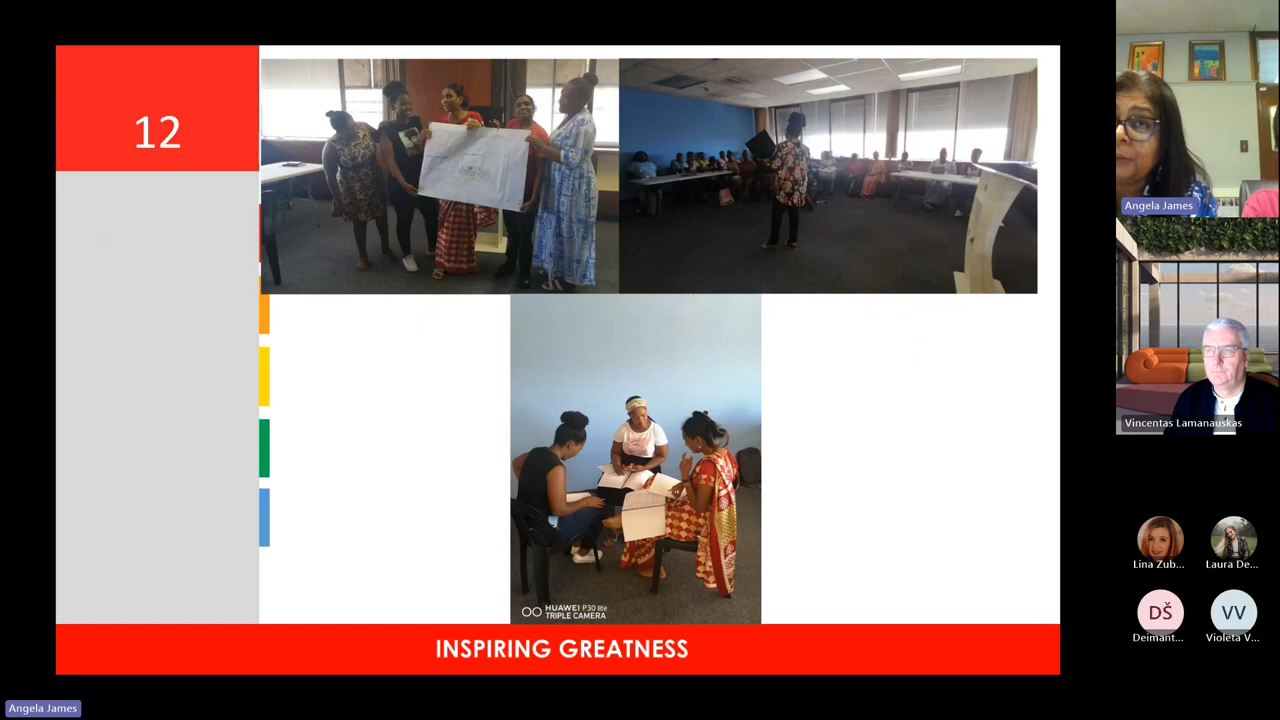 12
HUAWEI P30 lite
TRIPLE CAMERA
INSPIRING GREATNESS
Angela James
Vincentas Lamanauskas
Lina Zub...
Laura De...
DŠ
VV
Deimant...
Violeta V...
Angela James